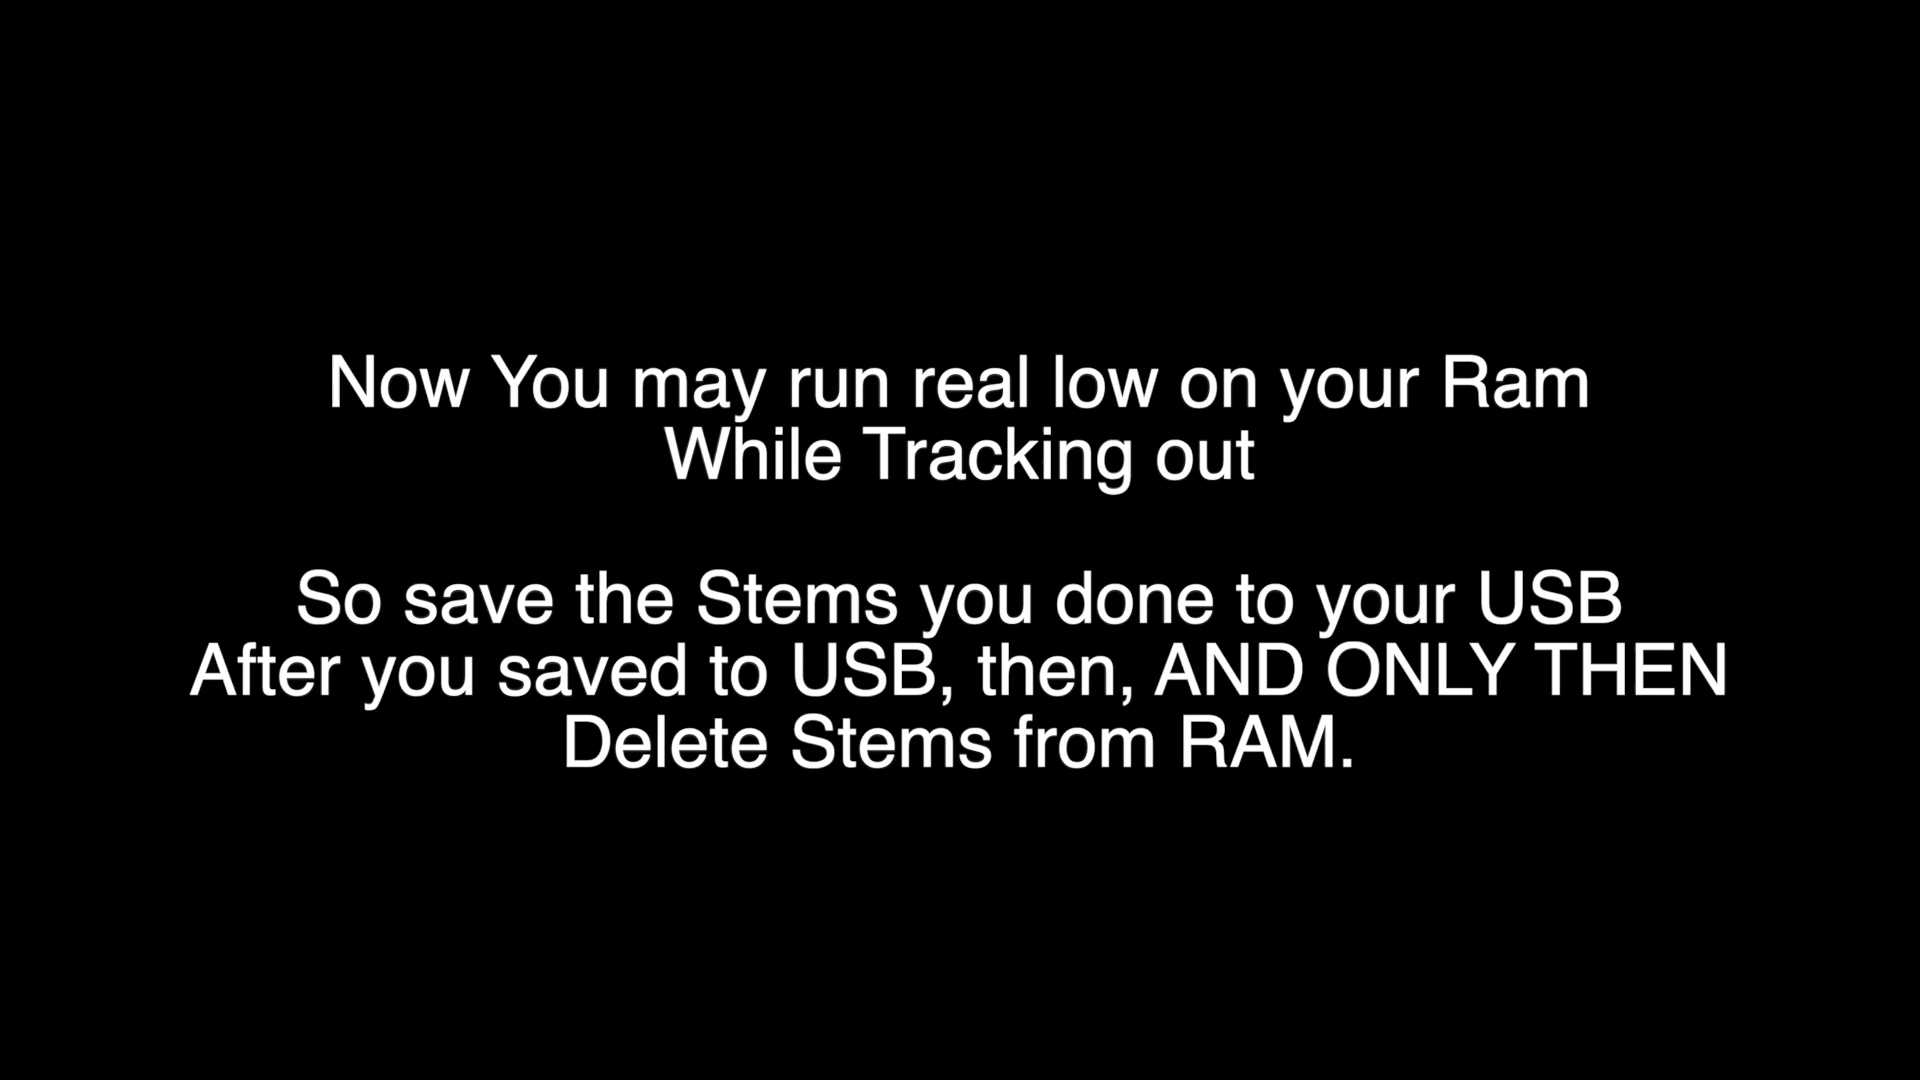 Now You may run real low on your Ram
While Tracking out
So save the Stems you done to your USB
After you saved to USB, then, AND ONLY THEN
Delete Stems from RAM.